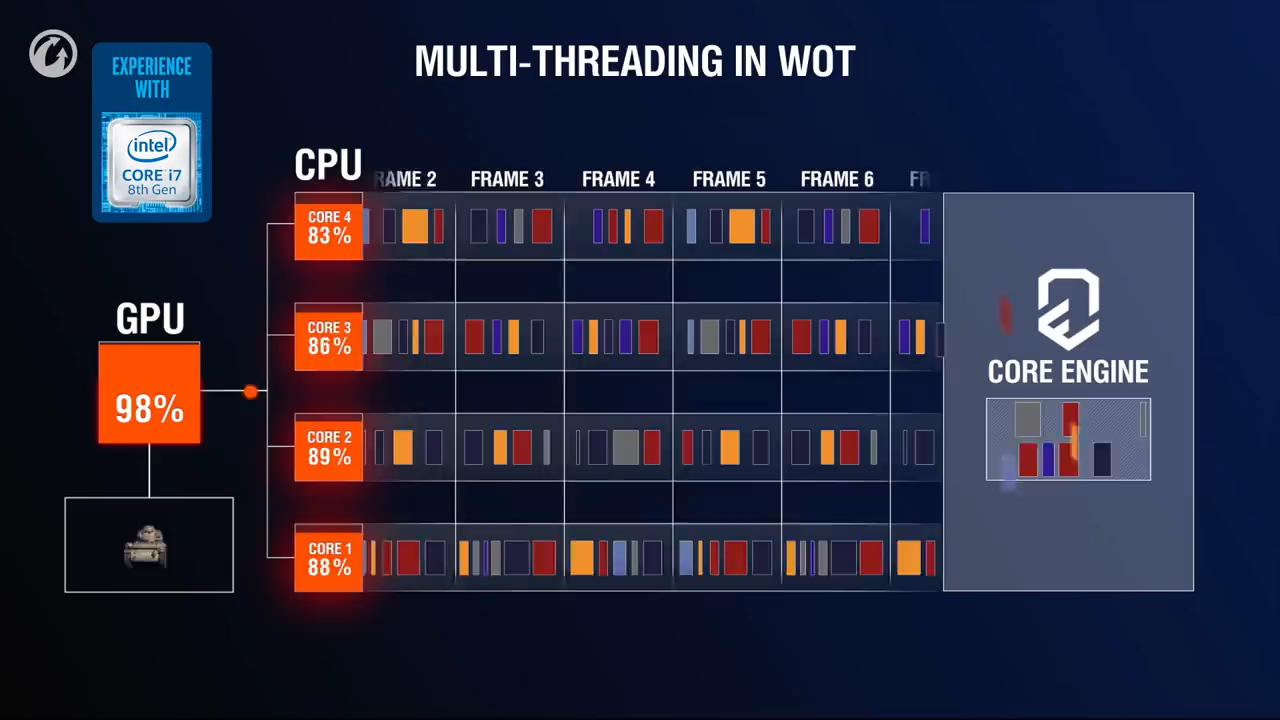 MULTI-THREADING IN WOT
EXPERIENCE
WITH
intel
CORE i7
8th Gen
CPU
RAME 2
FRAME 3
FRAME 4
FRAME 5
FRAME 6
FR
CORE 4
83%
CORE 3
86%
GPU
98%
CORE 2
89%
CORE 1
88%
CORE ENGINE